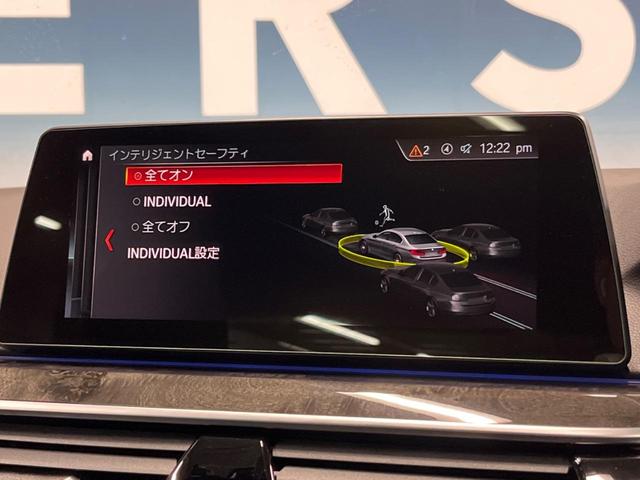 ERS
インテリジェントセーフティ
2 12:22 pm
全てオン
INDIVIDUAL
全てオフ
INDIVIDUAL設定